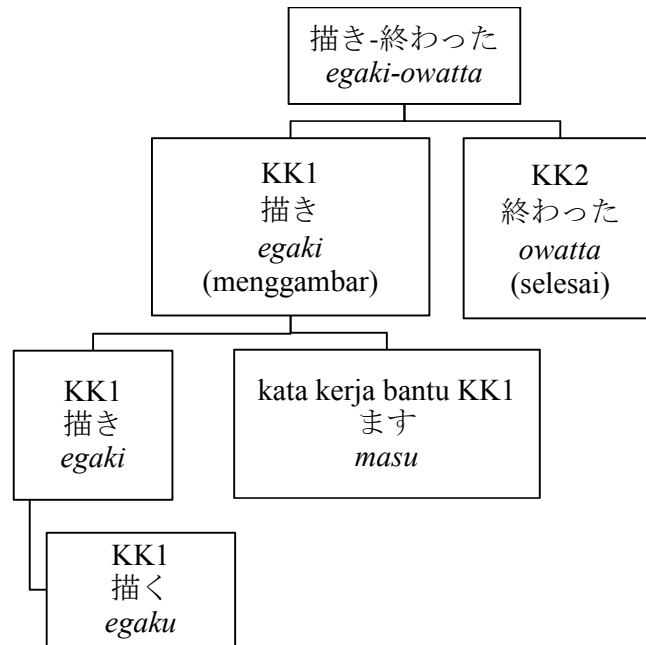 描き-終わった
egaki-owatta
KK1
描き
egaki
(menggambar)
KK2
終わった
owatta
(selesai)
KK1
描き
egaki
kata kerja bantu KK1
ます
masu
KK1
描く
egaku